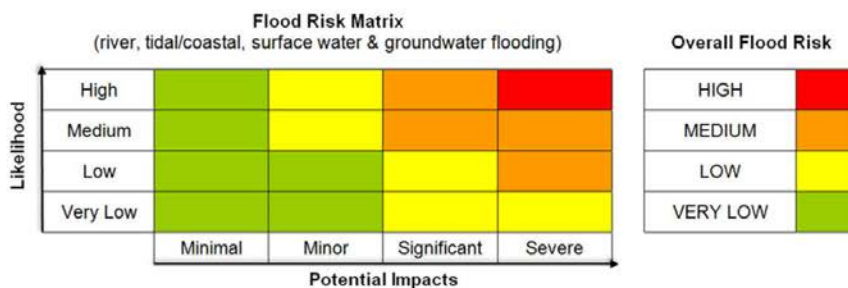 Flood Risk Matrix
(river, tidal/coastal, surface water & groundwater flooding)
Overall Flood Risk
Likelihood
High
Medium
Low
Very Low
Minimal
Minor
Significant
Severe
Potential Impacts
HIGH
MEDIUM
LOW
VERY LOW